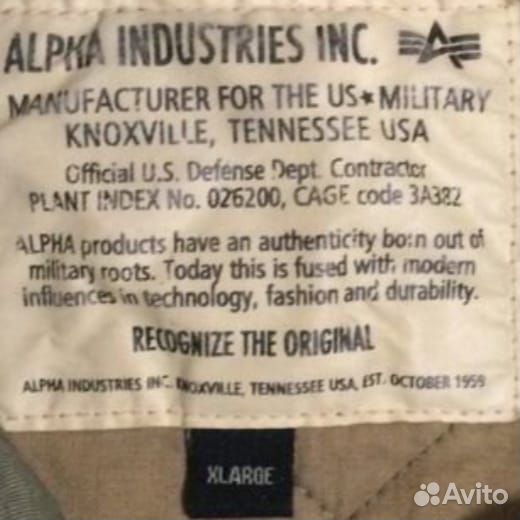 ALPHA INDUSTRIES INC.
MANUFACTURER FOR THE US★MILITARY
KNOXVILLE, TENNESSEE USA
Official U.S. Defense Dept. Contractor
PLANT INDEX No. 026200, CAGE code 3A382
ALPHA products have an authenticity born out of
military roots. Today this is fused with modern
influences in technology, fashion and durability.
RECOGNIZE THE ORIGINAL
ALPHA INDUSTRIES INC. KNOXVILLE, TENNESSEE USA, EST. OCTOBER 1959
XLARGE
Avito